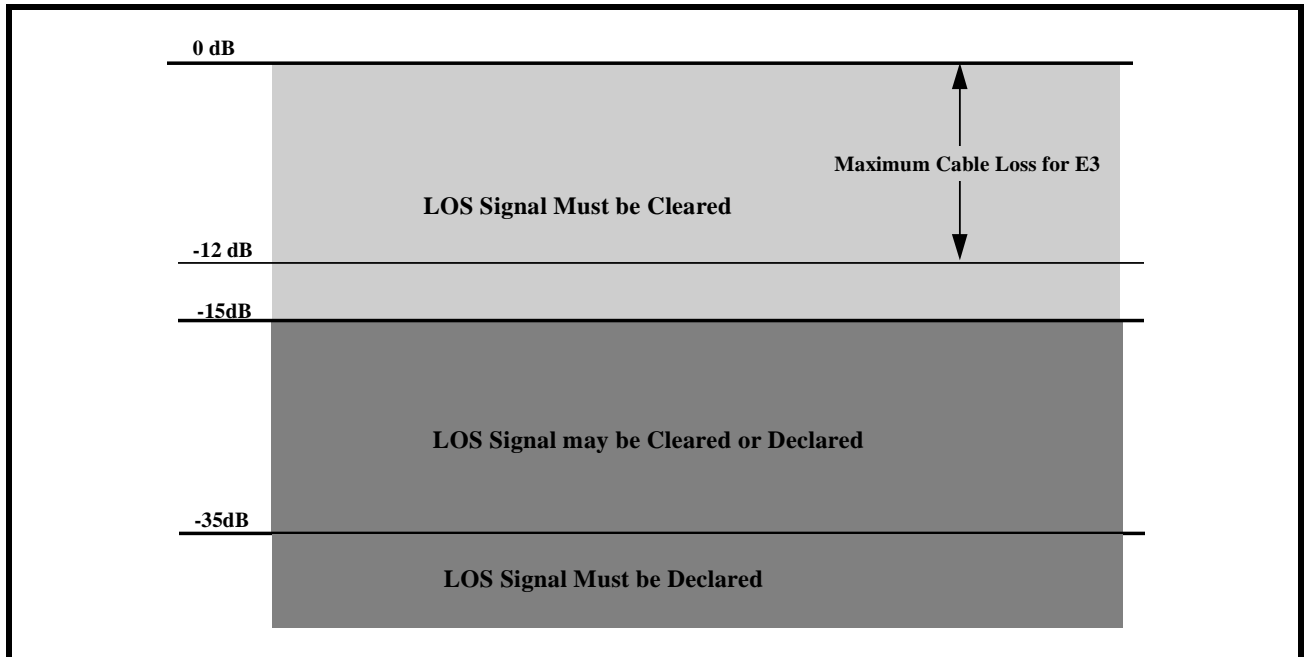 0 dB
Maximum Cable Loss for E3
LOS Signal Must be Cleared
-12 dB
-15dB
LOS Signal may be Cleared or Declared
-35dB
LOS Signal Must be Declared